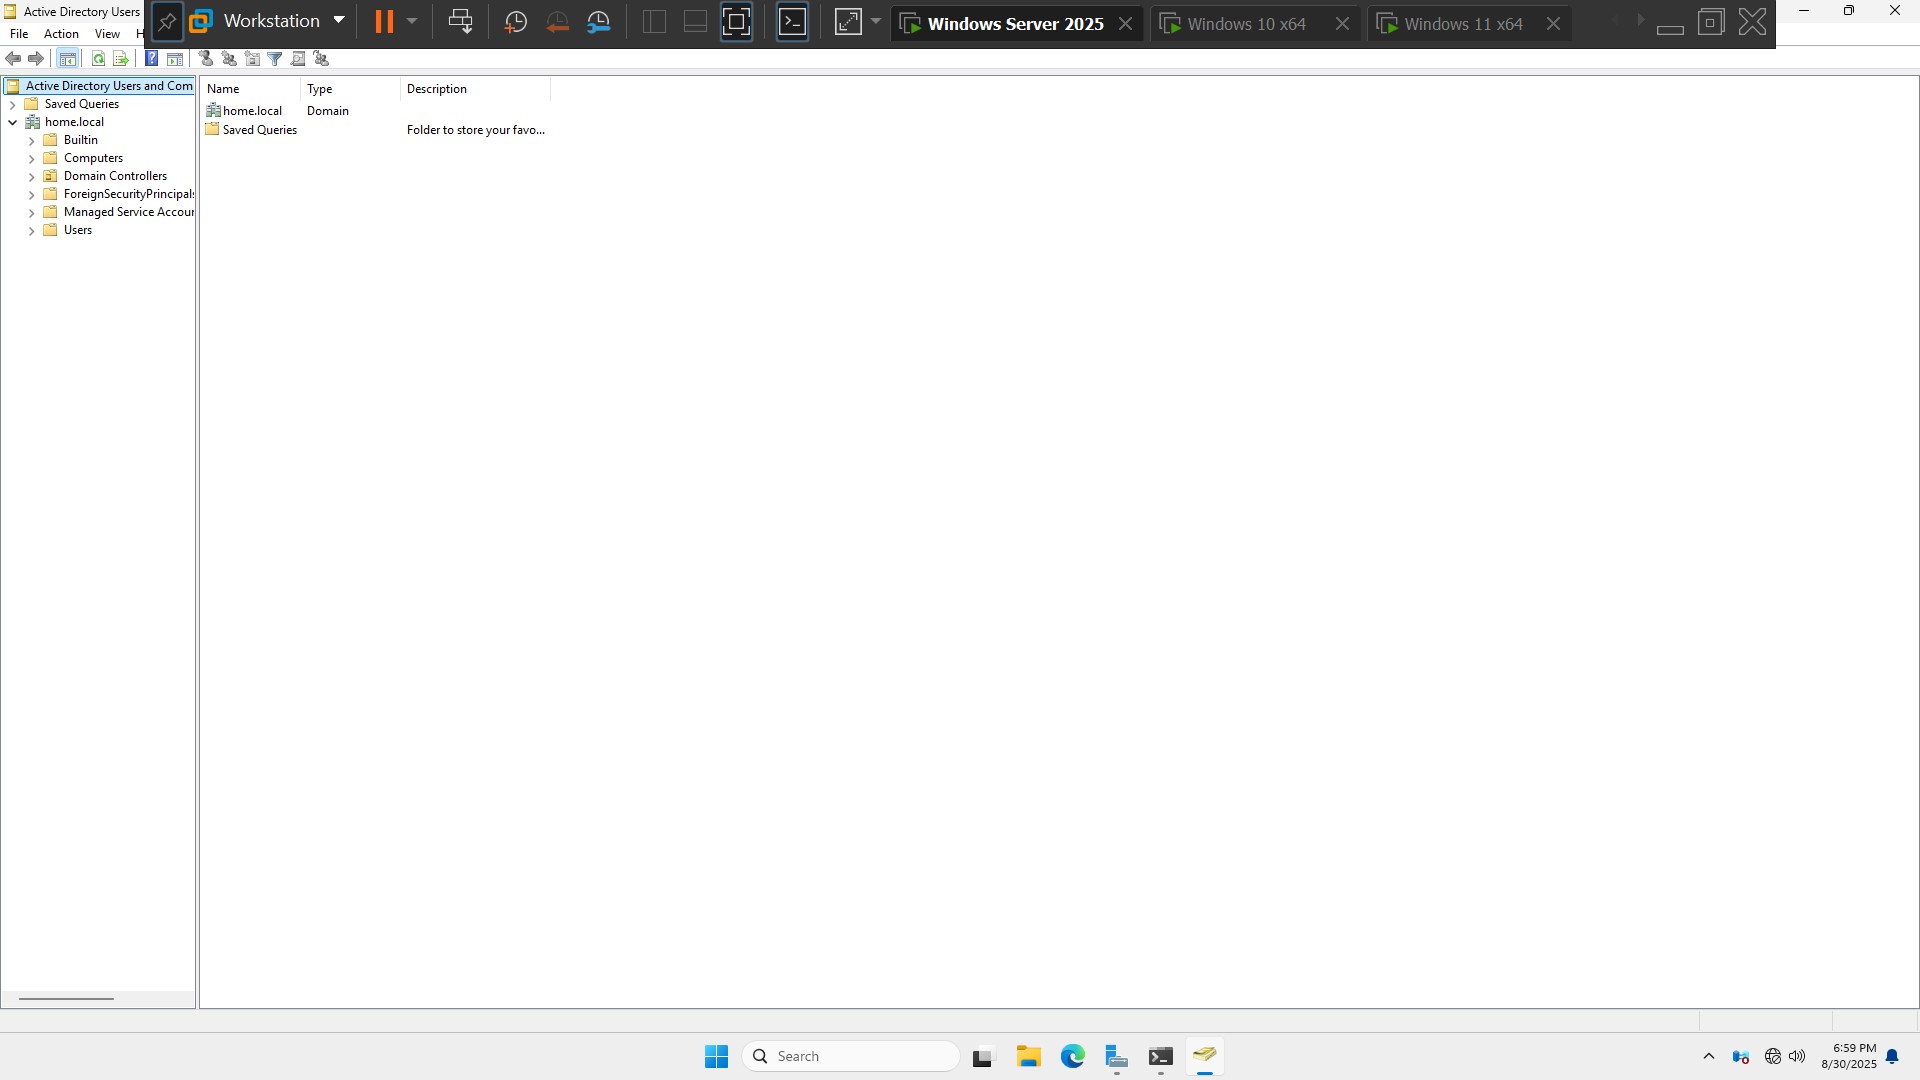 Active Directory Users
Workstation
Windows Server 2025
Windows 10 x64
Windows 11 x64
File Action View H
Active Directory Users and Com
Saved Queries
home.local
Builtin
Computers
Domain Controllers
ForeignSecurityPrincipals
Managed Service Accoun
Users
Name Type Description
home.local Domain
Saved Queries Folder to store your favo...
Search
6:59 PM
8/30/2025